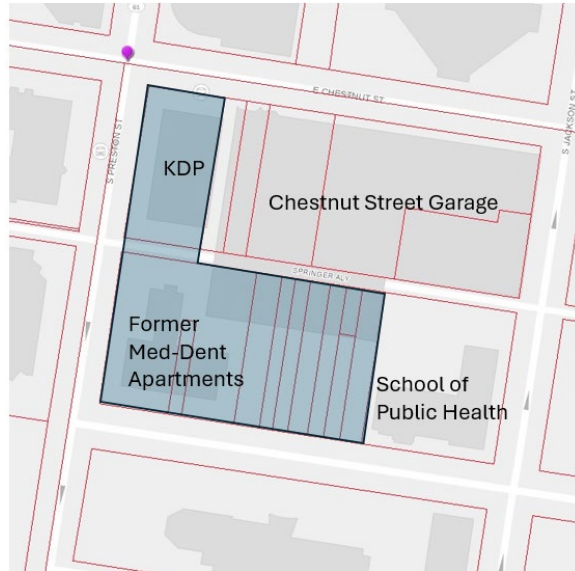 61
E CHESTNUT ST
S JACKSON ST
S PRESTON ST
KDP
Chestnut Street Garage
SPRINGER ALY
Former
Med-Dent
Apartments
School of
Public Health